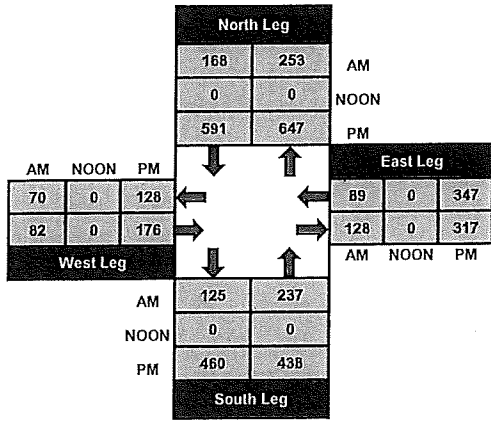 North Leg
168 253 AM
0 0 NOON
591 647 PM
AM NOON PM
East Leg
70 0 128
89 0 347
82 0 176
128 0 317
West Leg
AM NOON PM
AM 125 237
NOON 0 0
PM 460 438
South Leg